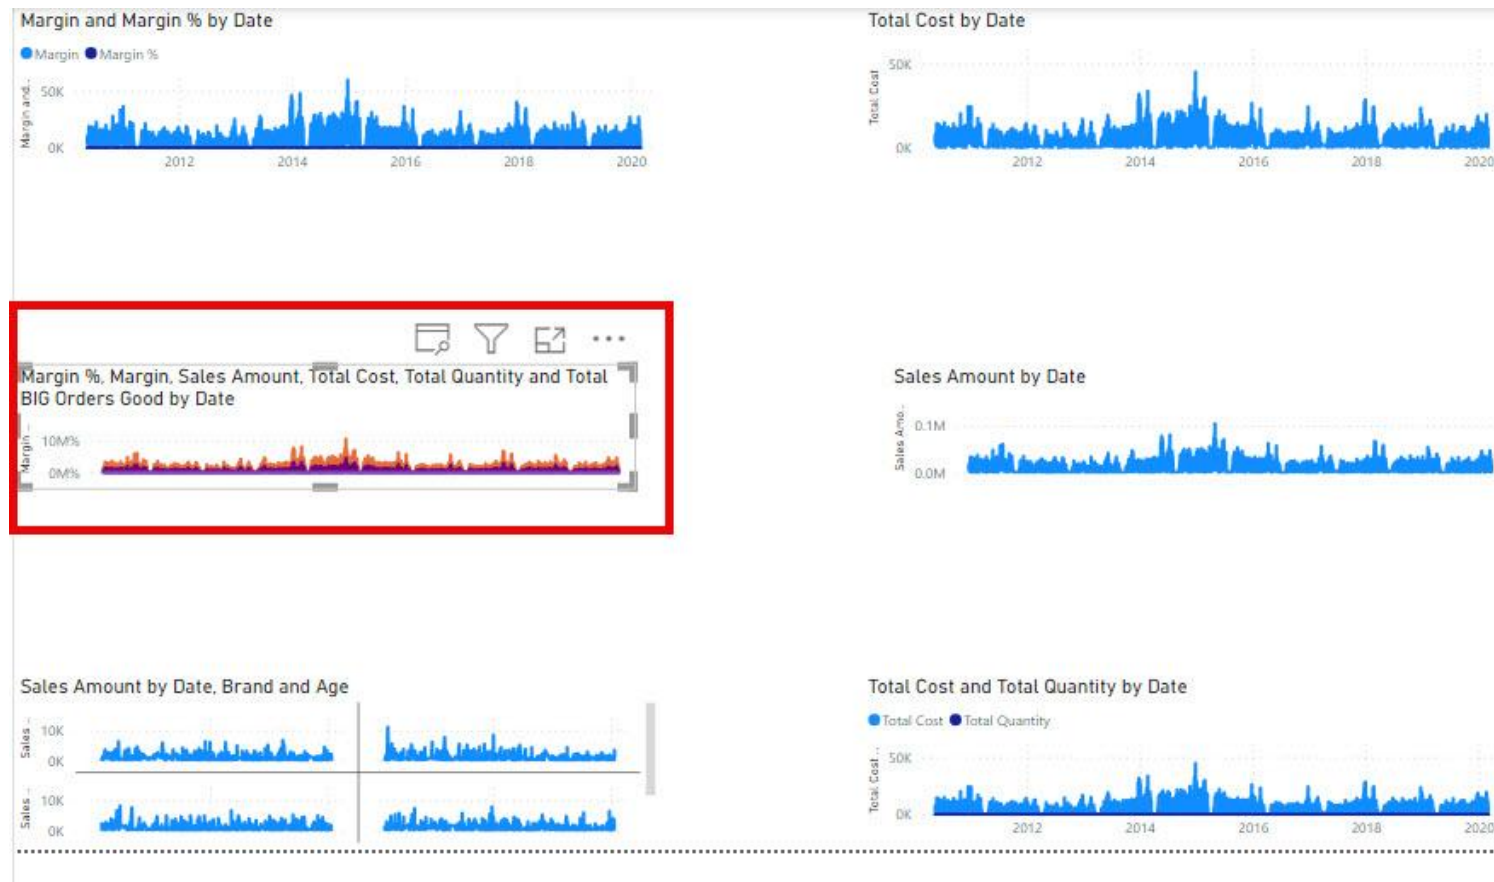 Margin and Margin % by Date
Margin Margin %
Margin and...
50K
0K
2012 2014 2016 2018 2020
Total Cost by Date
Total Cost
50K
0K
2012 2014 2016 2018 2020
Margin %, Margin, Sales Amount, Total Cost, Total Quantity and Total
BIG Orders Good by Date
Margin ...
10M%
0M%
Sales Amount by Date
Sales Amo...
0.1M
0.0M
Sales Amount by Date, Brand and Age
Sales ...
10K
0K
Sales ...
10K
0K
Total Cost and Total Quantity by Date
Total Cost Total Quantity
Total Cost...
50K
0K
2012 2014 2016 2018 2020